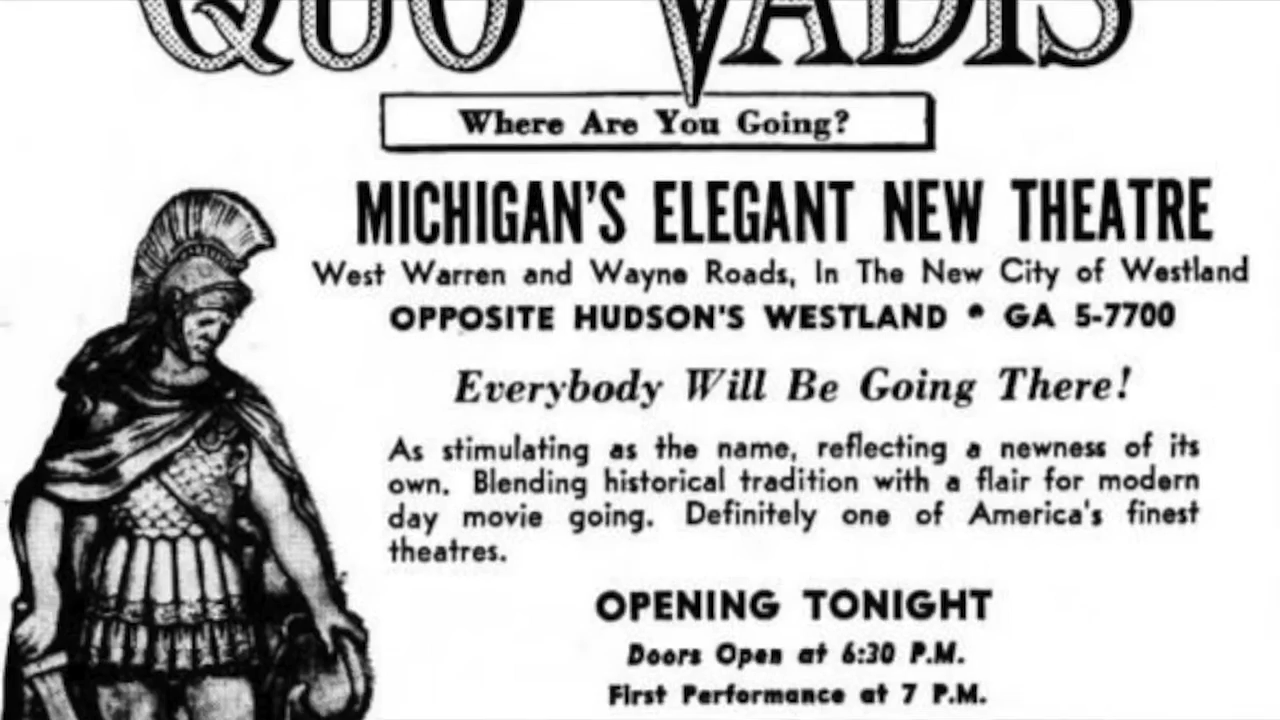 QUO VADIS
Where Are You Going?
MICHIGAN'S ELEGANT NEW THEATRE
West Warren and Wayne Roads, In The New City of Westland
OPPOSITE HUDSON'S WESTLAND • GA 5-7700
Everybody Will Be Going There!
As stimulating as the name, reflecting a newness of its
own. Blending historical tradition with a flair for modern
day movie going. Definitely one of America's finest
theatres.
OPENING TONIGHT
Doors Open at 6:30 P.M.
First Performance at 7 P.M.